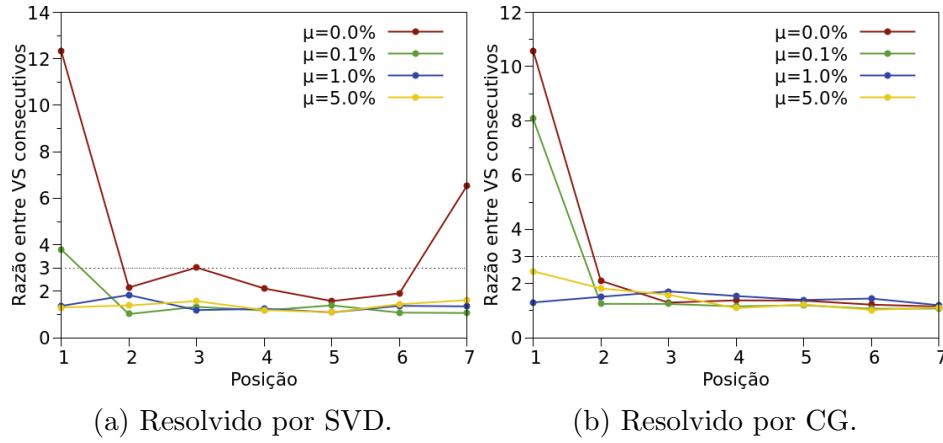 14
12
10
8
6
4
3
2
0
Razão entre VS consecutivos
μ=0.0%
μ=0.1%
μ=1.0%
μ=5.0%
1 2 3 4 5 6 7
Posição
(a) Resolvido por SVD.
12
10
8
6
4
3
2
0
Razão entre VS consecutivos
μ=0.0%
μ=0.1%
μ=1.0%
μ=5.0%
1 2 3 4 5 6 7
Posição
(b) Resolvido por CG.